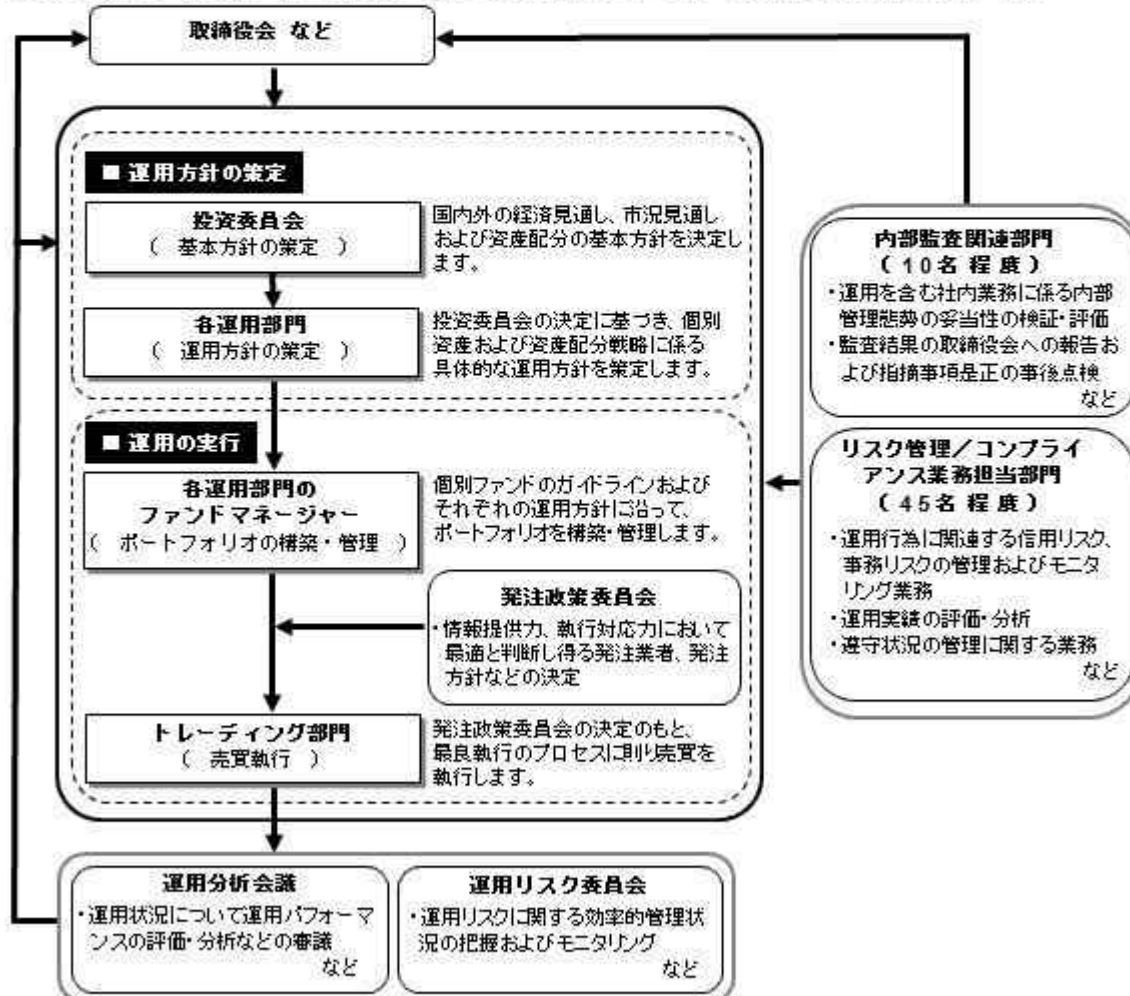 取締役会 など
■ 運用方針の策定
投資委員会
( 基本方針の策定 )
国内外の経済見通し、市況見通し
および資産配分の基本方針を決定し
ます。
各運用部門
( 運用方針の策定 )
投資委員会の決定に基づき、個別
資産および資産配分戦略に係る
具体的な運用方針を策定します。
■ 運用の実行
各運用部門の
ファンドマネージャー
( ポートフォリオの構築・管理 )
個別ファンドのガイドラインおよび
それぞれの運用方針に沿って、
ポートフォリオを構築・管理します。
発注政策委員会
・情報提供力、執行対応力において
最適と判断し得る発注業者、発注
方針などの決定
トレーディング部門
( 売買執行 )
発注政策委員会の決定のもと、
最良執行のプロセスに則り売買を
執行します。
運用分析会議
・運用状況について運用パフォーマ
ンスの評価・分析などの審議
など
運用リスク委員会
・運用リスクに関する効率的管理状
況の把握およびモニタリング
など
内部監査関連部門
(10名程度)
・運用を含む社内業務に係る内部
管理態勢の妥当性の検証・評価
・監査結果の取締役会への報告お
よび指摘事項是正の事後点検
など
リスク管理/コンプライ
アンス業務担当部門
(45名程度)
・運用行為に関連する信用リスク、
事務リスクの管理およびモニタ
リング業務
・運用実績の評価・分析
・遵守状況の管理に関する業務
など